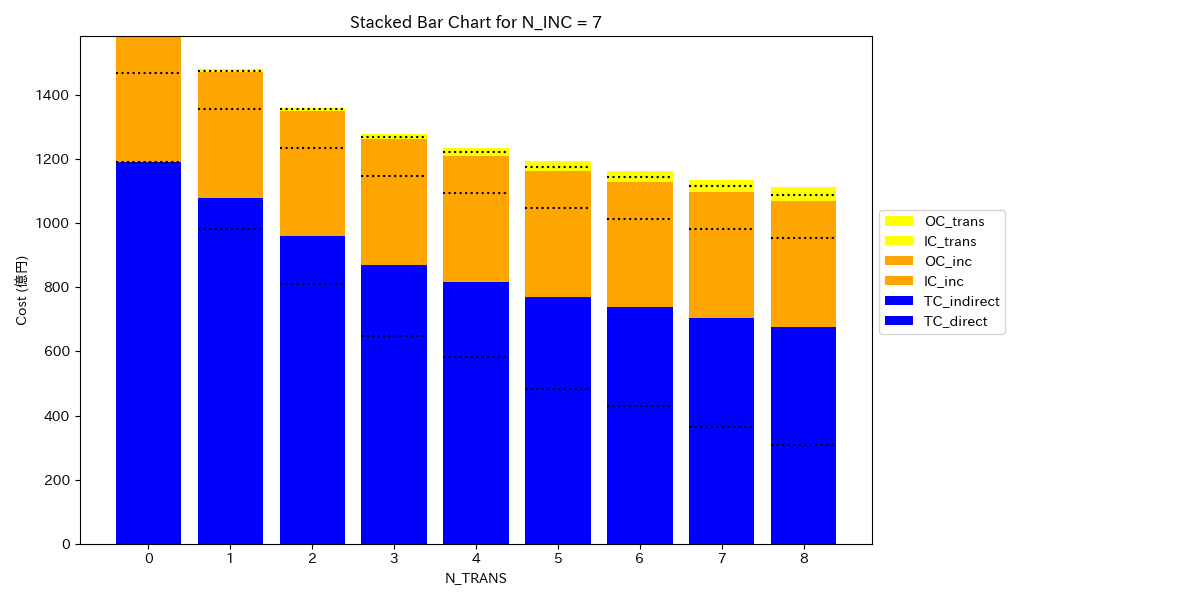 Stacked Bar Chart for N_INC = 7
Cost (億円)
1400
1200
1000
800
600
400
200
0
0 1 2 3 4 5 6 7 8
N_TRANS
OC_trans
IC_trans
OC_inc
IC_inc
TC_indirect
TC_direct